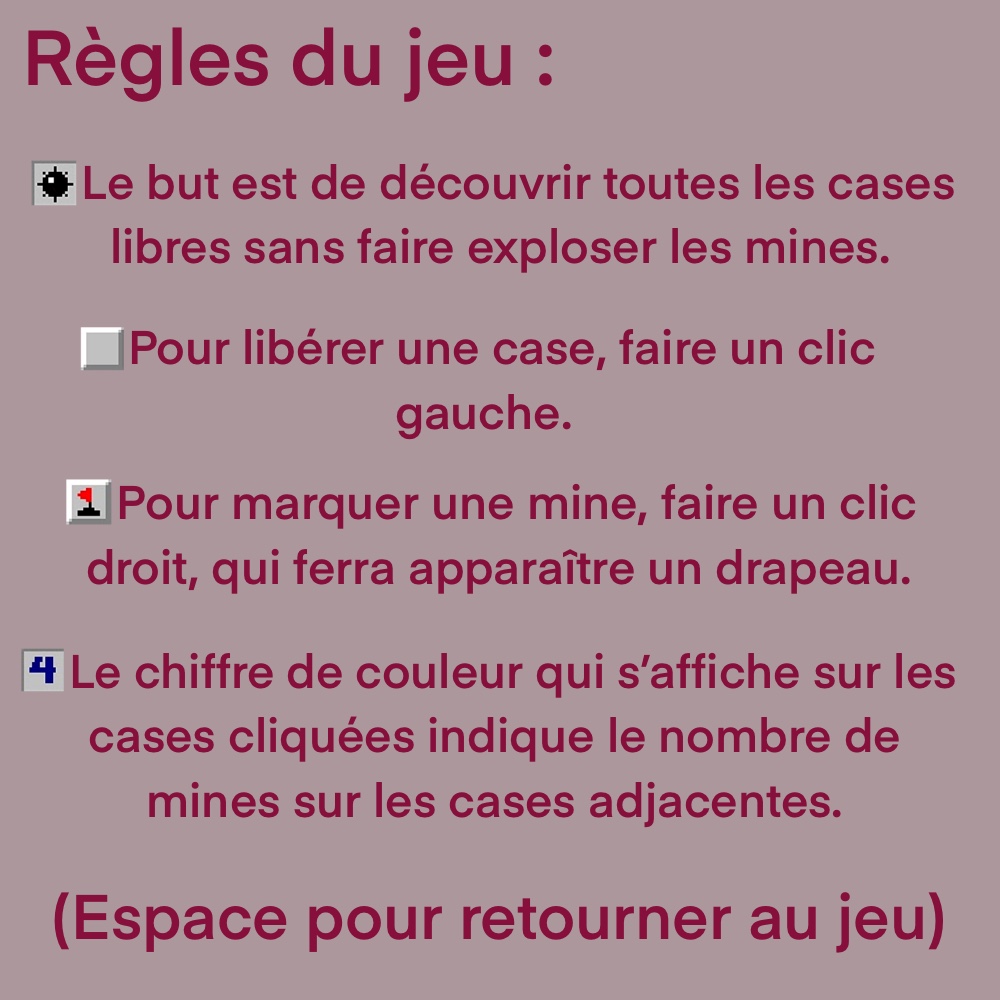 Règles du jeu :
Le but est de découvrir toutes les cases
libres sans faire exploser les mines.
Pour libérer une case, faire un clic
gauche.
Pour marquer une mine, faire un clic
droit, qui ferra apparaître un drapeau.
4 Le chiffre de couleur qui s’affiche sur les
cases cliquées indique le nombre de
mines sur les cases adjacentes.
(Espace pour retourner au jeu)